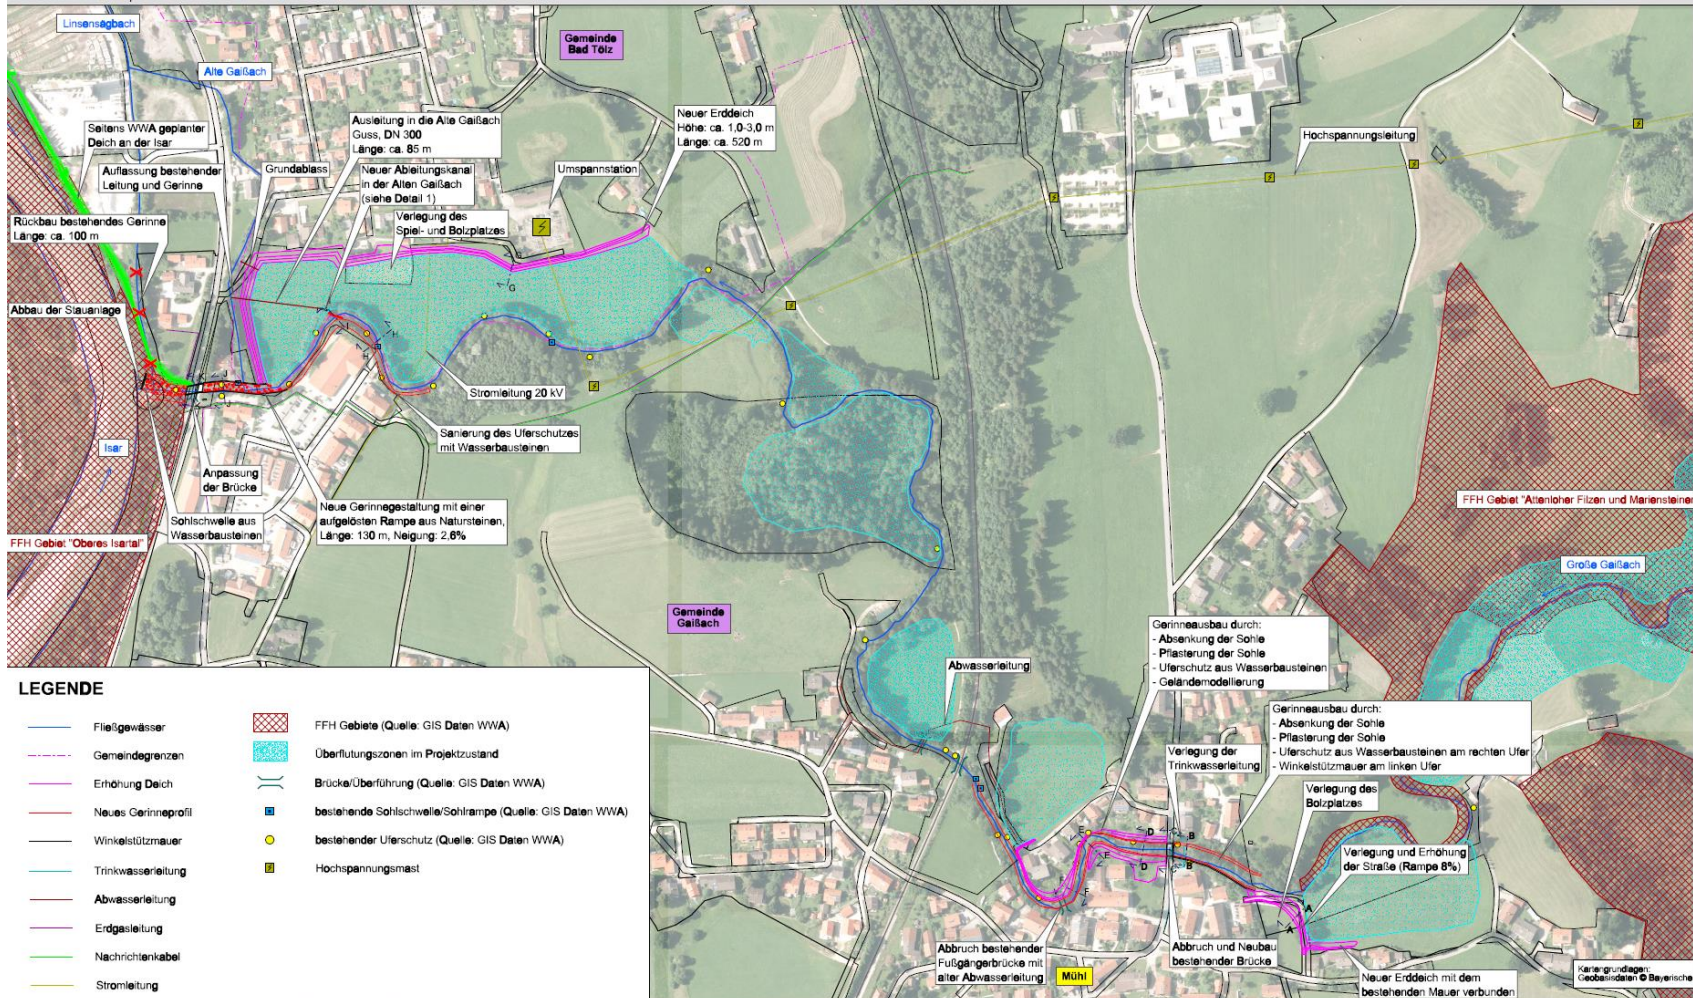 Linsensägbach
Alte Gaißach
Gemeinde
Bad Tölz
Seitens WWA geplanter
Deich an der Isar
Auflassung bestehender
Leitung und Gerinne
Grundablass
Ausleitung in die Alte Gaißach
Guss, DN 300
Länge: ca. 85 m
Neuer Ableitungskanal
in der Alten Gaißach
(siehe Detail 1)
Verlegung des
Spiel- und Bolzplatzes
Umspannstation
Neuer Erddeich
Höhe: ca. 1,0-3,0 m
Länge: ca. 520 m
Hochspannungsleitung
Rückbau bestehendes Gerinne
Länge: ca. 100 m
Abbau der Stauanlage
Isar
FFH Gebiet "Oberes Isartal"
Anpassung
der Brücke
Sohlschwelle aus
Wasserbausteinen
Neue Gerinnegestaltung mit einer
aufgelösten Rampe aus Natursteinen,
Länge: 130 m, Neigung: 2,6%
Sanierung des Uferschutzes
mit Wasserbausteinen
Stromleitung 20 kV
G
H
H
I
I
J
J
K
FFH Gebiet "Attenloher Filzen und Mariensteiner
Große Gaißach
Gemeinde
Gaißach
Abwasserleitung
Gerinneausbau durch:
- Absenkung der Sohle
- Pflasterung der Sohle
- Uferschutz aus Wasserbausteinen
- Geländemodellierung
Gerinneausbau durch:
- Absenkung der Sohle
- Pflasterung der Sohle
- Uferschutz aus Wasserbausteinen am rechten Ufer
- Winkelstützmauer am linken Ufer
Verlegung der
Trinkwasserleitung
Verlegung des
Bolzplatzes
Verlegung und Erhöhung
der Straße (Rampe 8%)
E
E
F
F
D
D
C
C
B
B
A
A
Abbruch bestehender
Fußgängerbrücke mit
alter Abwasserleitung
Mühl
Abbruch und Neubau
bestehender Brücke
Neuer Erddeich mit dem
bestehenden Mauer verbunden
Kartengrundlagen:
Geobasisdaten © Bayerische
LEGENDE
Fließgewässer
Gemeindegrenzen
Erhöhung Deich
Neues Gerinneprofil
Winkelstützmauer
Trinkwasserleitung
Abwasserleitung
Erdgasleitung
Nachrichtenkabel
Stromleitung
FFH Gebiete (Quelle: GIS Daten WWA)
Überflutungszonen im Projektzustand
Brücke/Überführung (Quelle: GIS Daten WWA)
bestehende Sohlschwelle/Sohlrampe (Quelle: GIS Daten WWA)
bestehender Uferschutz (Quelle: GIS Daten WWA)
Hochspannungsmast